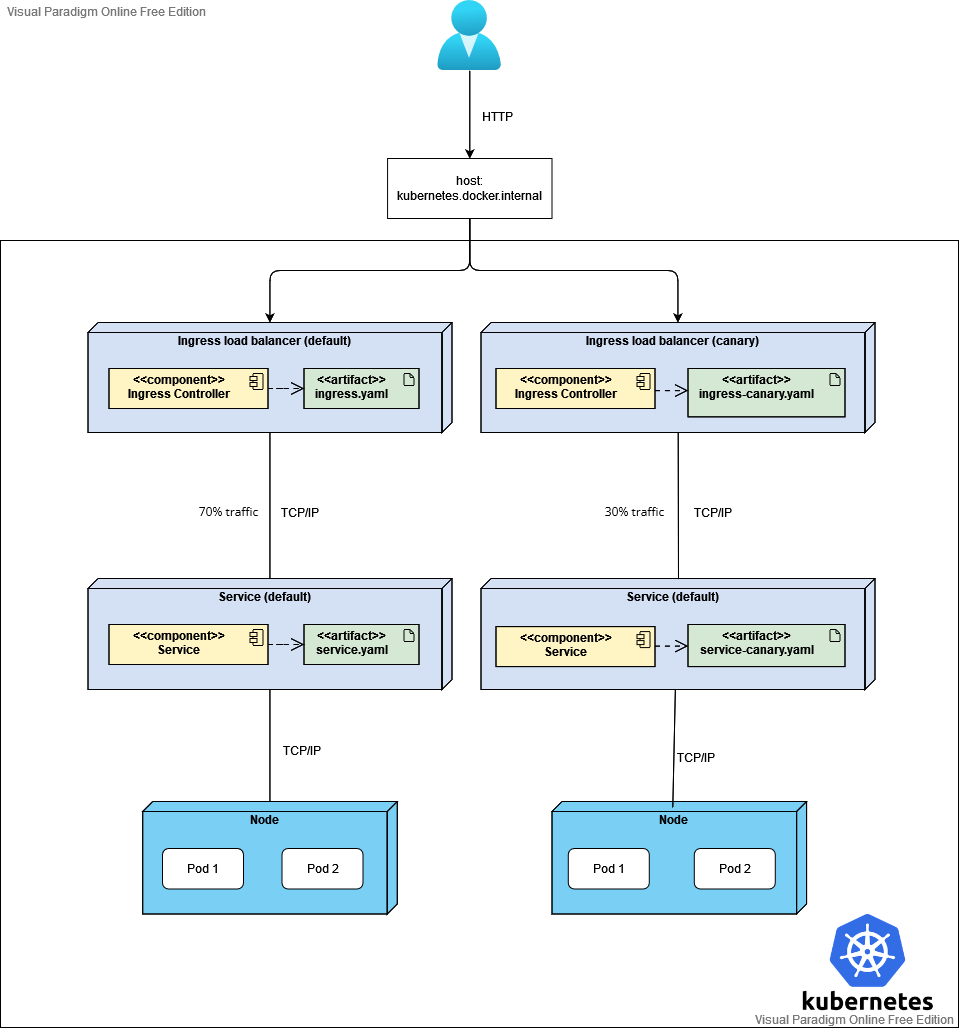 Visual Paradigm Online Free Edition
HTTP
host:
kubernetes.docker.internal
Ingress load balancer (default)
<<component>>
Ingress Controller
<<artifact>>
ingress.yaml
Ingress load balancer (canary)
<<component>>
Ingress Controller
<<artifact>>
ingress-canary.yaml
70% traffic
TCP/IP
30% traffic
TCP/IP
Service (default)
<<component>>
Service
<<artifact>>
service.yaml
Service (default)
<<component>>
Service
<<artifact>>
service-canary.yaml
TCP/IP
TCP/IP
Node
Pod 1
Pod 2
Node
Pod 1
Pod 2
kubernetes
Visual Paradigm Online Free Edition